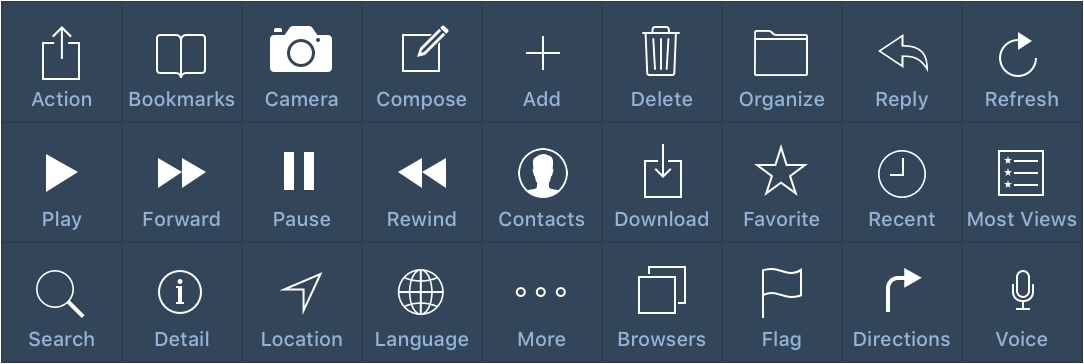 Action Bookmarks Camera Compose Add Delete Organize Reply Refresh
Play Forward Pause Rewind Contacts Download Favorite Recent Most Views
Search Detail Location Language More Browsers Flag Directions Voice